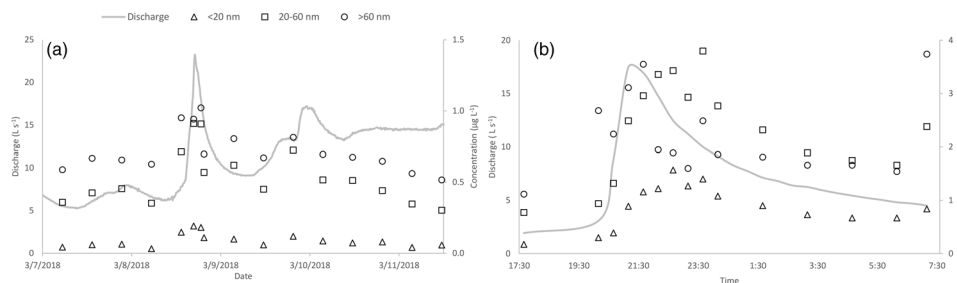 Discharge <20 nm 20-60 nm >60 nm
(a)
25
20
15
10
5
0
Discharge (L s⁻¹)
1.5
1.0
0.5
0.0
Concentration (µg L⁻¹)
3/7/2018 3/8/2018 3/9/2018 3/10/2018 3/11/2018
Date
(b)
20
15
10
5
0
Discharge ( L s⁻¹)
4
3
2
1
0
17:30 19:30 21:30 23:30 1:30 3:30 5:30 7:30
Time